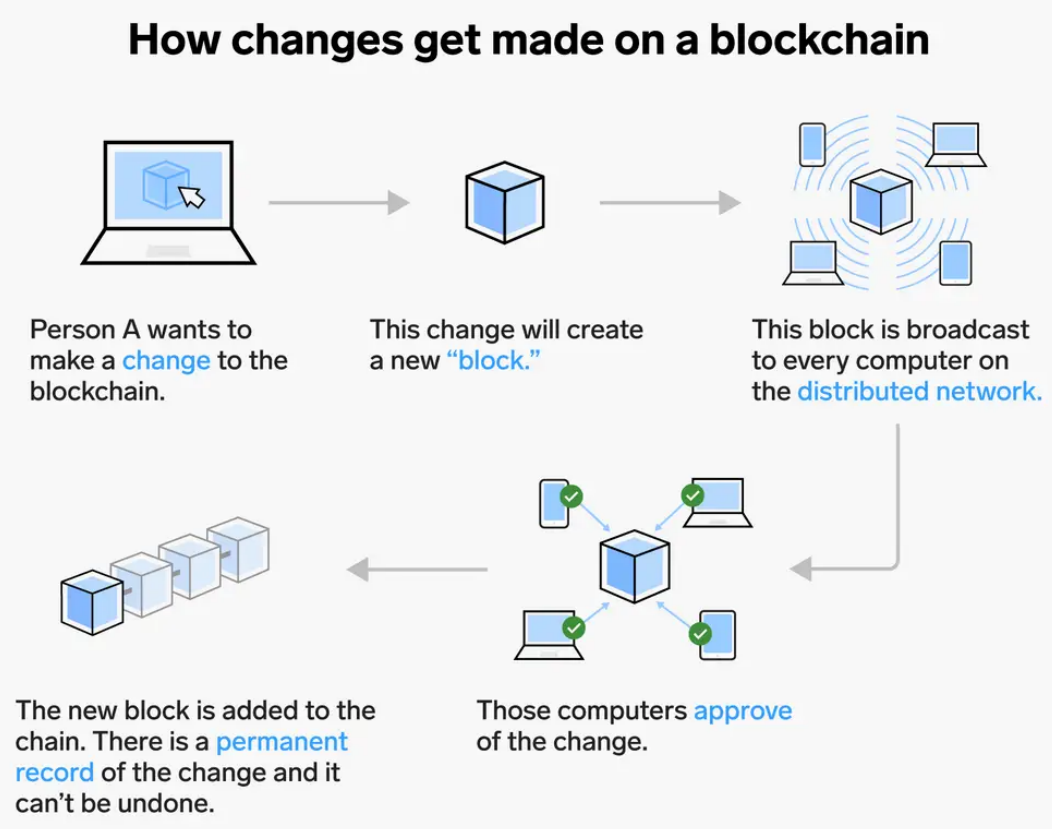 How changes get made on a blockchain
Person A wants to
make a change to the
blockchain.
This change will create
a new “block.”
This block is broadcast
to every computer on
the distributed network.
Those computers approve
of the change.
The new block is added to the
chain. There is a permanent
record of the change and it
can’t be undone.